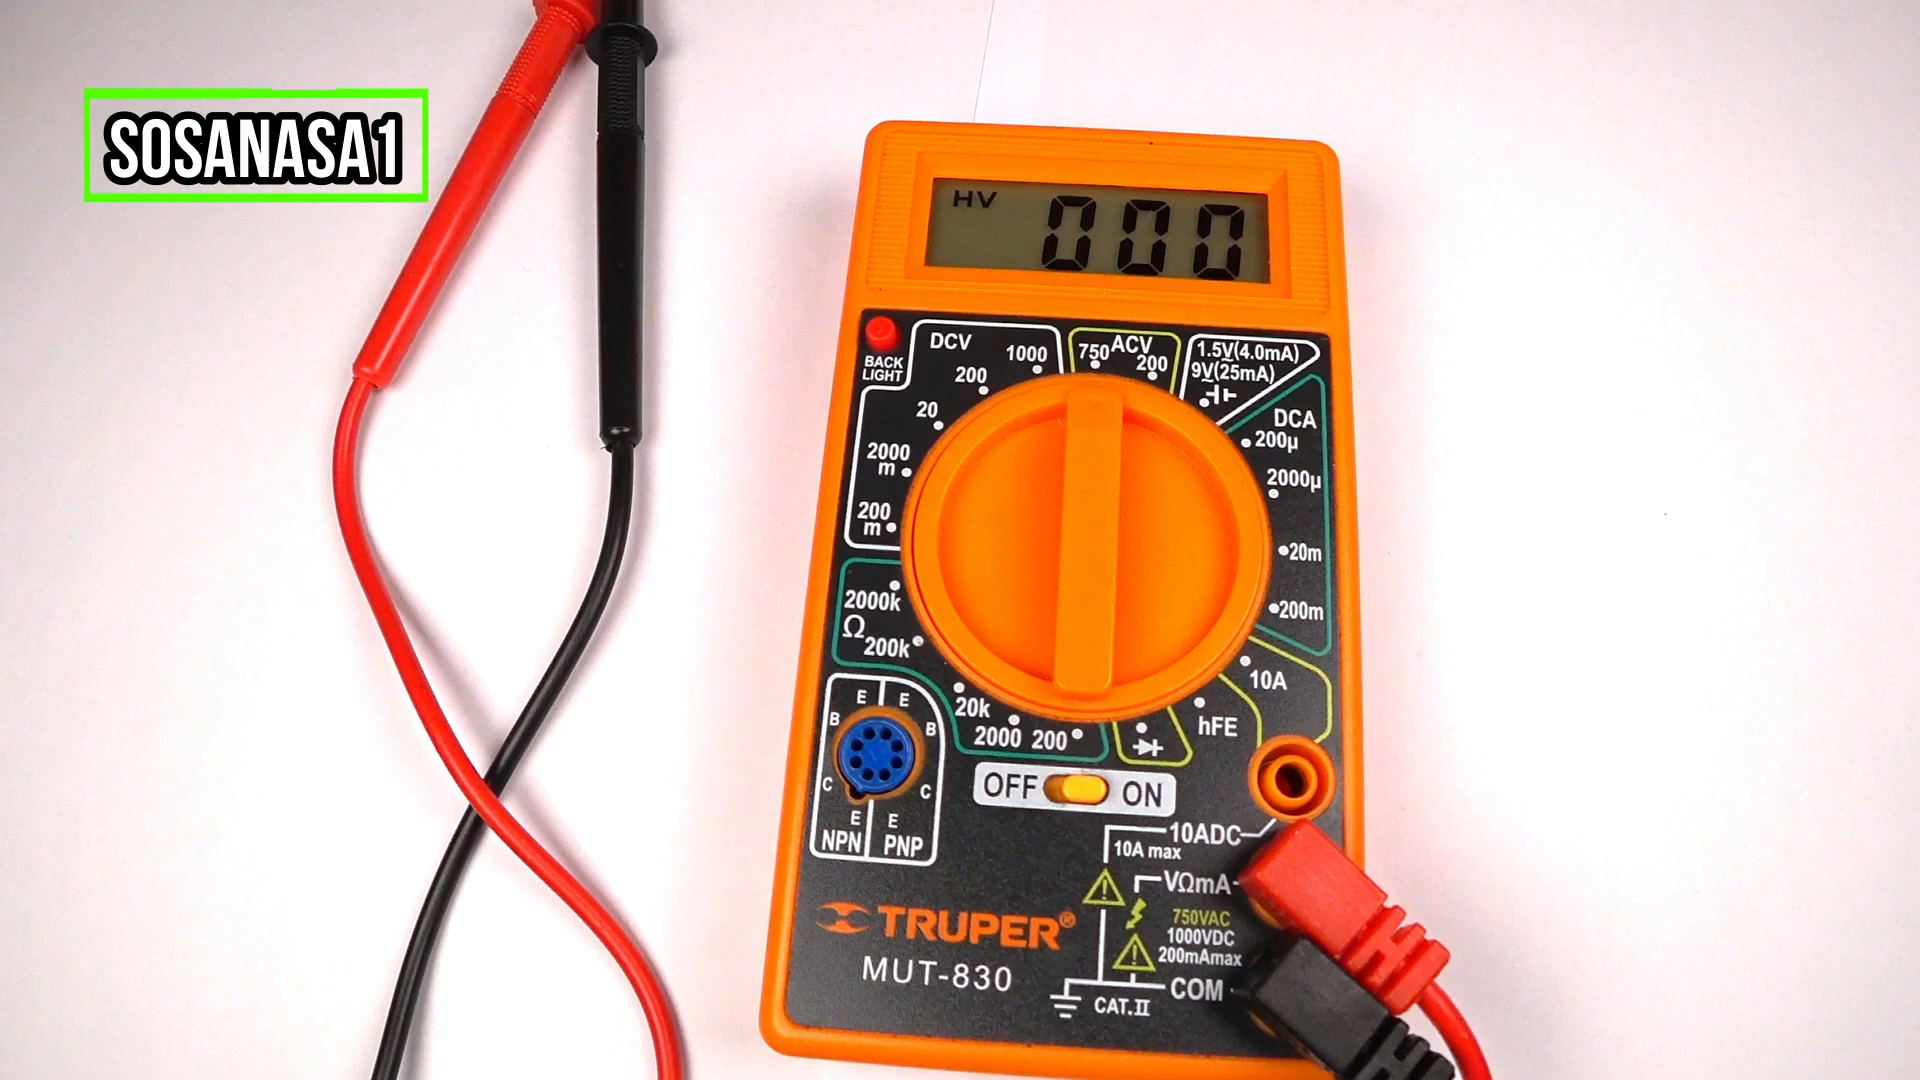 SOSANASA1
HV 000
BACK
LIGHT
DCV
1000
200
20
2000
m
200
m
ACV
750
200
1.5V(4.0mA)
9V(25mA)
DCA
200µ
2000µ
20m
200m
10A
hFE
2000k
Ω
200k
20k
2000
200
E E
B B
C C
E E
NPN PNP
OFF ON
10ADC
10A max
VΩmA
750VAC
1000VDC
200mAmax
COM
CAT.II
TRUPER®
MUT-830